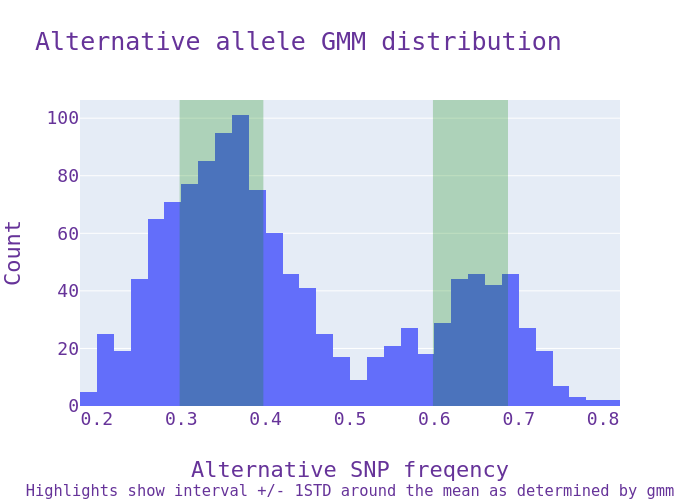 Alternative allele GMM distribution
100
80
60
40
20
0
Count
0.2 0.3 0.4 0.5 0.6 0.7 0.8
Alternative SNP freqency
Highlights show interval +/- 1STD around the mean as determined by gmm